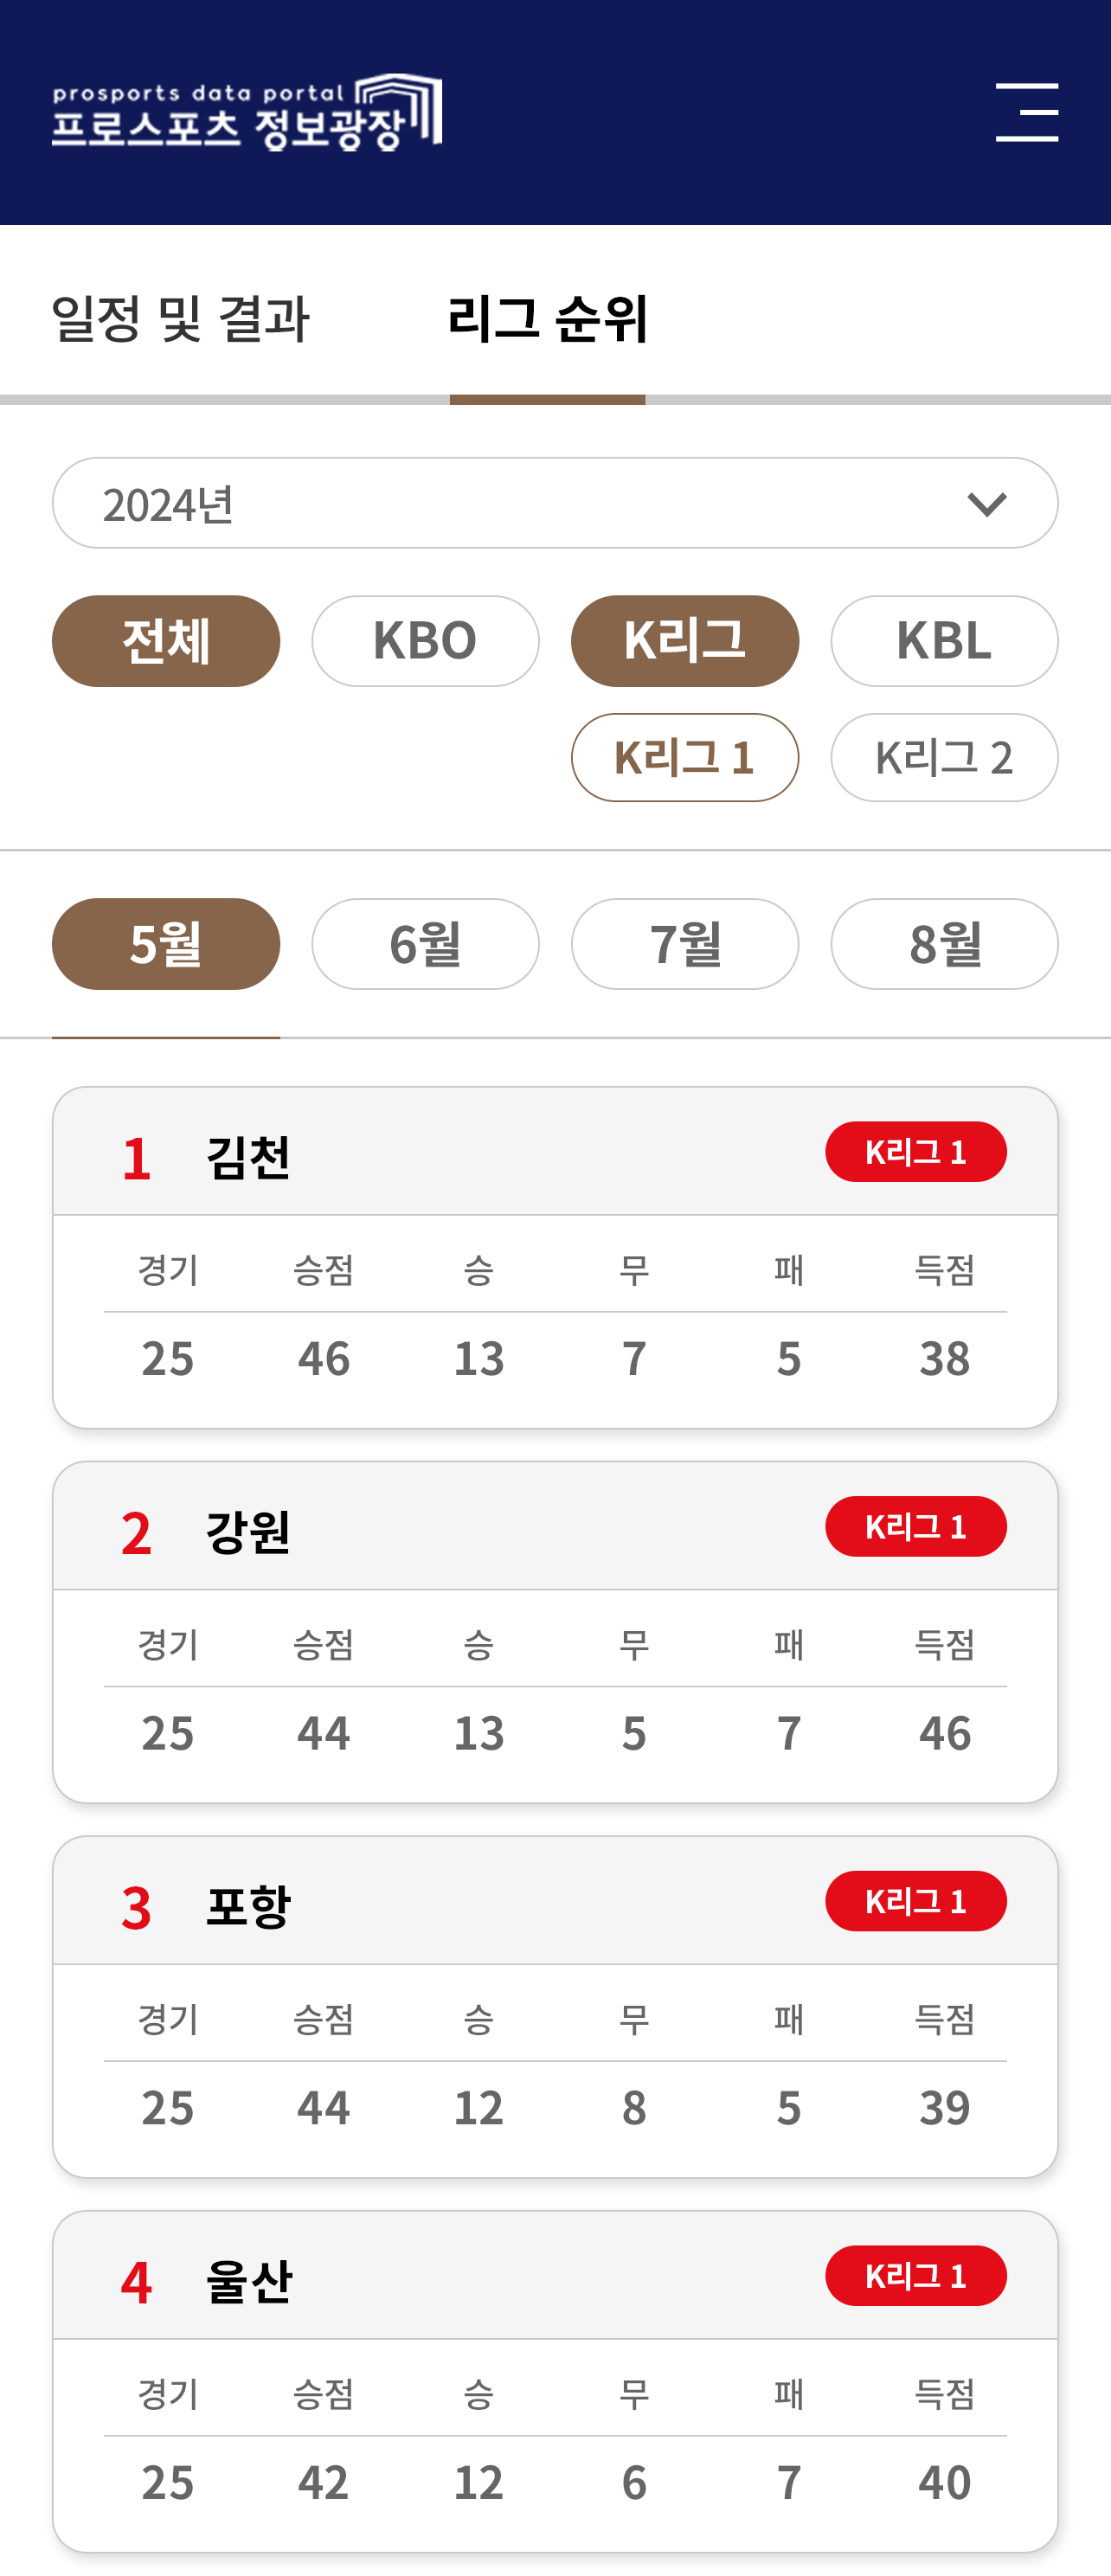 prosports data portal
프로스포츠 정보광장
일정 및 결과 리그 순위
2024년
전체 KBO K리그 KBL
K리그 1 K리그 2
5월 6월 7월 8월
1 김천 K리그 1
경기 승점 승 무 패 득점
25 46 13 7 5 38
2 강원 K리그 1
경기 승점 승 무 패 득점
25 44 13 5 7 46
3 포항 K리그 1
경기 승점 승 무 패 득점
25 44 12 8 5 39
4 울산 K리그 1
경기 승점 승 무 패 득점
25 42 12 6 7 40